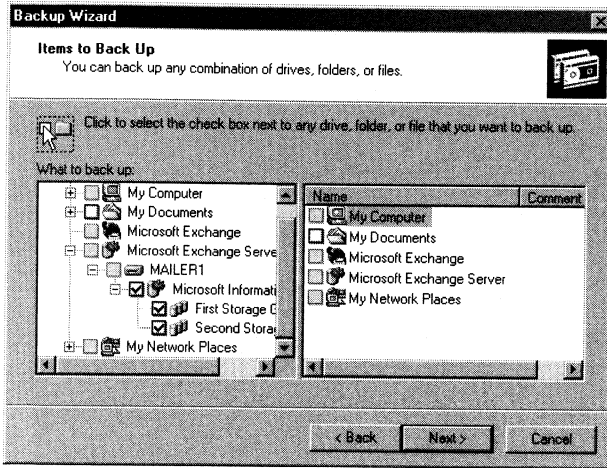 Backup Wizard
Items to Back Up
You can back up any combination of drives, folders, or files.
Click to select the check box next to any drive, folder, or file that you want to back up.
What to back up:
My Computer
My Documents
Microsoft Exchange
Microsoft Exchange Serve
MAILER1
Microsoft Informati
First Storage G
Second Stora
My Network Places
Name Comment
My Computer
My Documents
Microsoft Exchange
Microsoft Exchange Server
My Network Places
< Back Next > Cancel